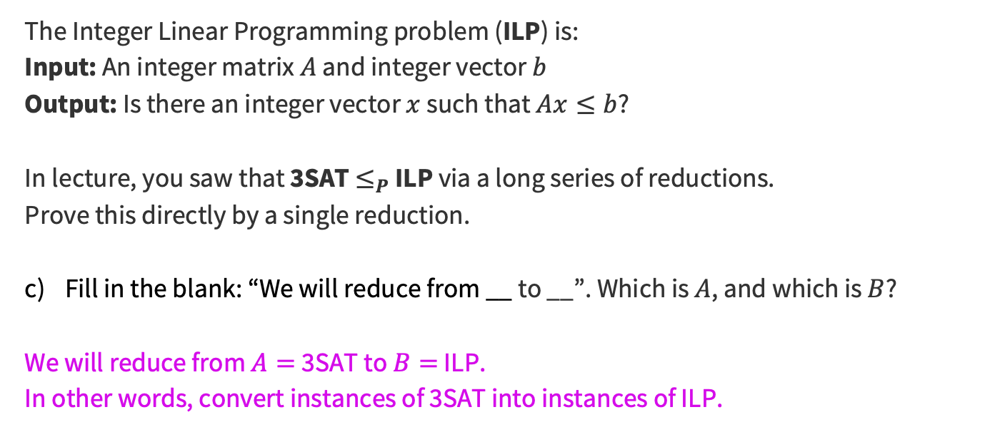 The Integer Linear Programming problem (ILP) is:
Input: An integer matrix A and integer vector b
Output: Is there an integer vector x such that Ax ≤ b?
In lecture, you saw that 3SAT ≤P ILP via a long series of reductions.
Prove this directly by a single reduction.
c) Fill in the blank: “We will reduce from __ to __”. Which is A, and which is B?
We will reduce from A = 3SAT to B = ILP.
In other words, convert instances of 3SAT into instances of ILP.